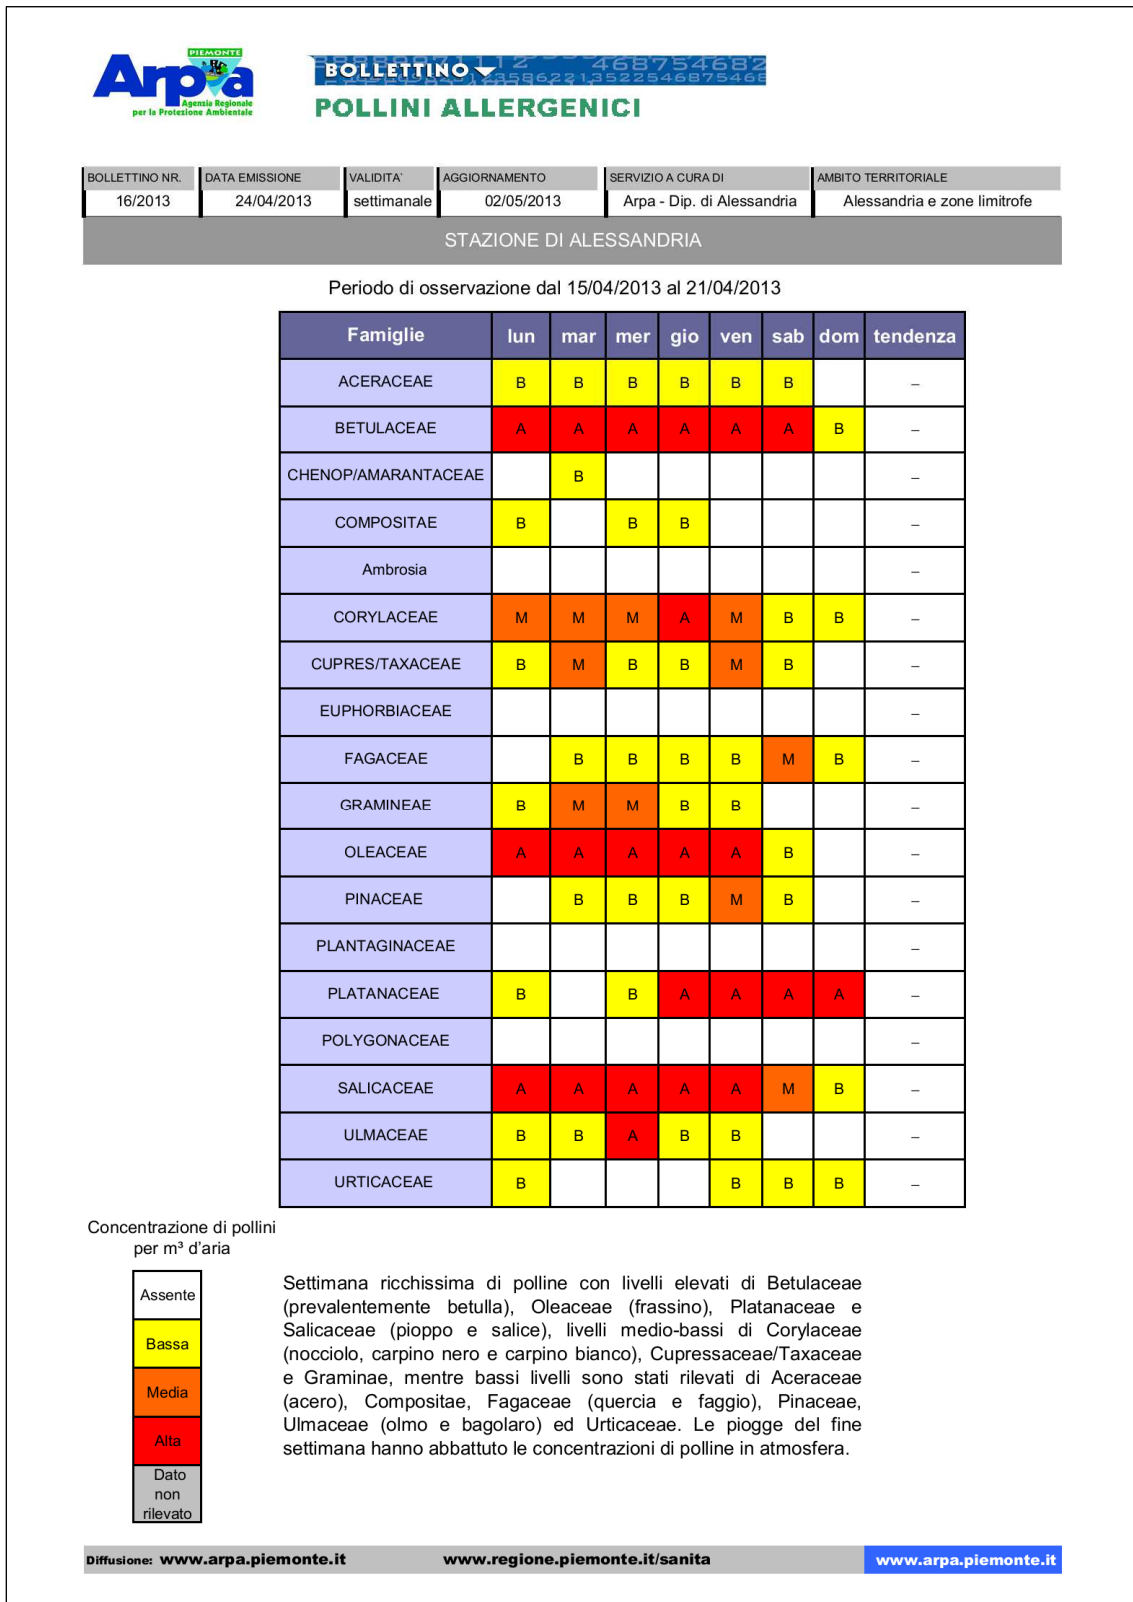 PIEMONTE
Arpa
Agenzia Regionale
per la Protezione Ambientale
BOLLETTINO
POLLINI ALLERGENICI
BOLLETTINO NR. DATA EMISSIONE VALIDITA' AGGIORNAMENTO SERVIZIO A CURA DI AMBITO TERRITORIALE
16/2013 24/04/2013 settimanale 02/05/2013 Arpa - Dip. di Alessandria Alessandria e zone limitrofe
STAZIONE DI ALESSANDRIA
Periodo di osservazione dal 15/04/2013 al 21/04/2013
Famiglie lun mar mer gio ven sab dom tendenza
ACERACEAE B B B B B B –
BETULACEAE A A A A A A B –
CHENOP/AMARANTACEAE B –
COMPOSITAE B B B –
Ambrosia –
CORYLACEAE M M M A M B B –
CUPRES/TAXACEAE B M B B M B –
EUPHORBIACEAE –
FAGACEAE B B B B M B –
GRAMINEAE B M M B B –
OLEACEAE A A A A A B –
PINACEAE B B B M B –
PLANTAGINACEAE –
PLATANACEAE B B A A A A –
POLYGONACEAE –
SALICACEAE A A A A A M B –
ULMACEAE B B A B B –
URTICACEAE B B B B –
Concentrazione di pollini
per m³ d'aria
Assente
Bassa
Media
Alta
Dato
non
rilevato
Settimana ricchissima di polline con livelli elevati di Betulaceae
(prevalentemente betulla), Oleaceae (frassino), Platanaceae e
Salicaceae (pioppo e salice), livelli medio-bassi di Corylaceae
(nocciolo, carpino nero e carpino bianco), Cupressaceae/Taxaceae
e Graminae, mentre bassi livelli sono stati rilevati di Aceraceae
(acero), Compositae, Fagaceae (quercia e faggio), Pinaceae,
Ulmaceae (olmo e bagolaro) ed Urticaceae. Le piogge del fine
settimana hanno abbattuto le concentrazioni di polline in atmosfera.
Diffusione: www.arpa.piemonte.it www.regione.piemonte.it/sanita www.arpa.piemonte.it